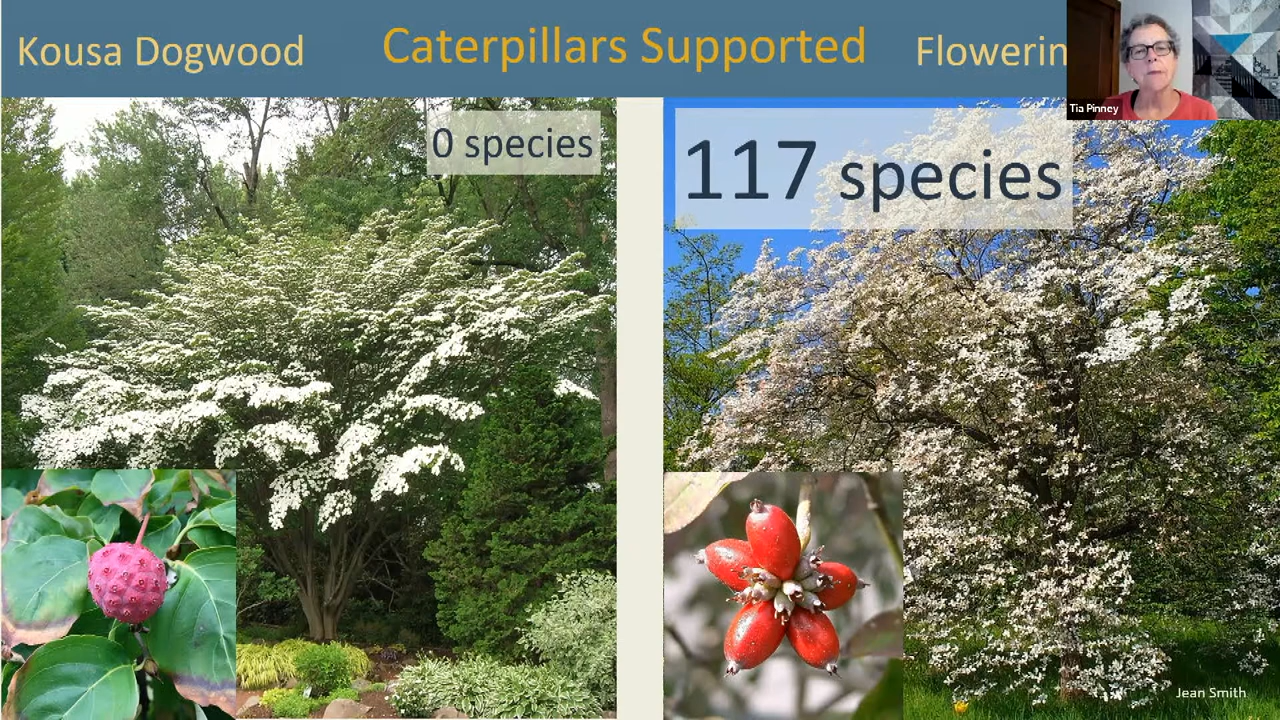 Kousa Dogwood
Caterpillars Supported
Flowerin
Tia Pinney
0 species
117 species
Jean Smith